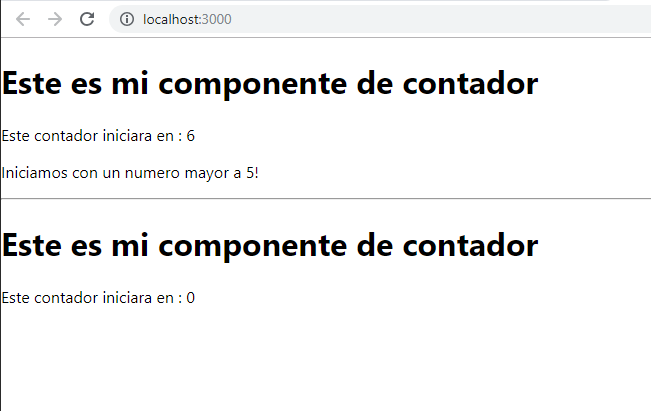 localhost:3000
Este es mi componente de contador
Este contador iniciara en : 6
Iniciamos con un numero mayor a 5!
Este es mi componente de contador
Este contador iniciara en : 0